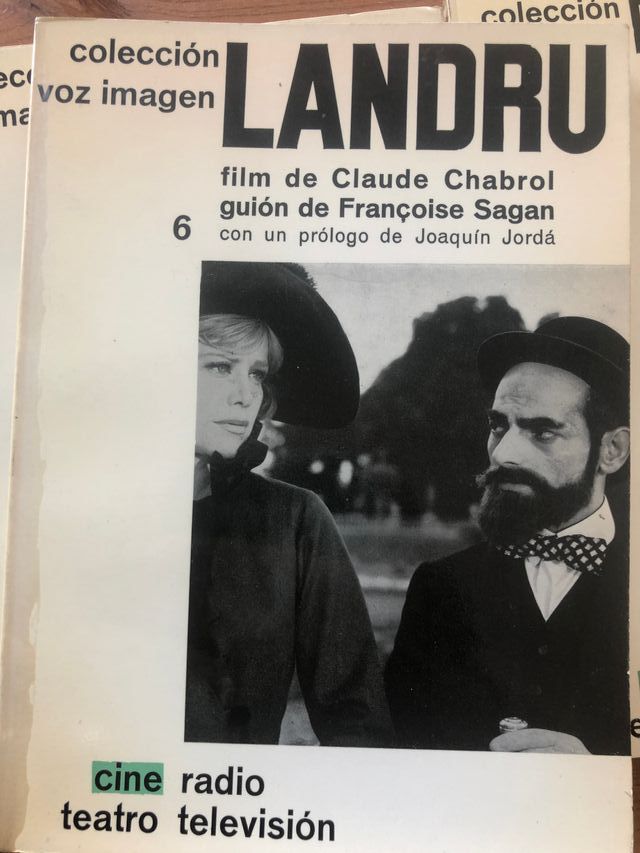 colección
colección
voz imagen
LANDRU
film de Claude Chabrol
guión de Françoise Sagan
6
con un prólogo de Joaquín Jordá
cine radio
teatro televisión